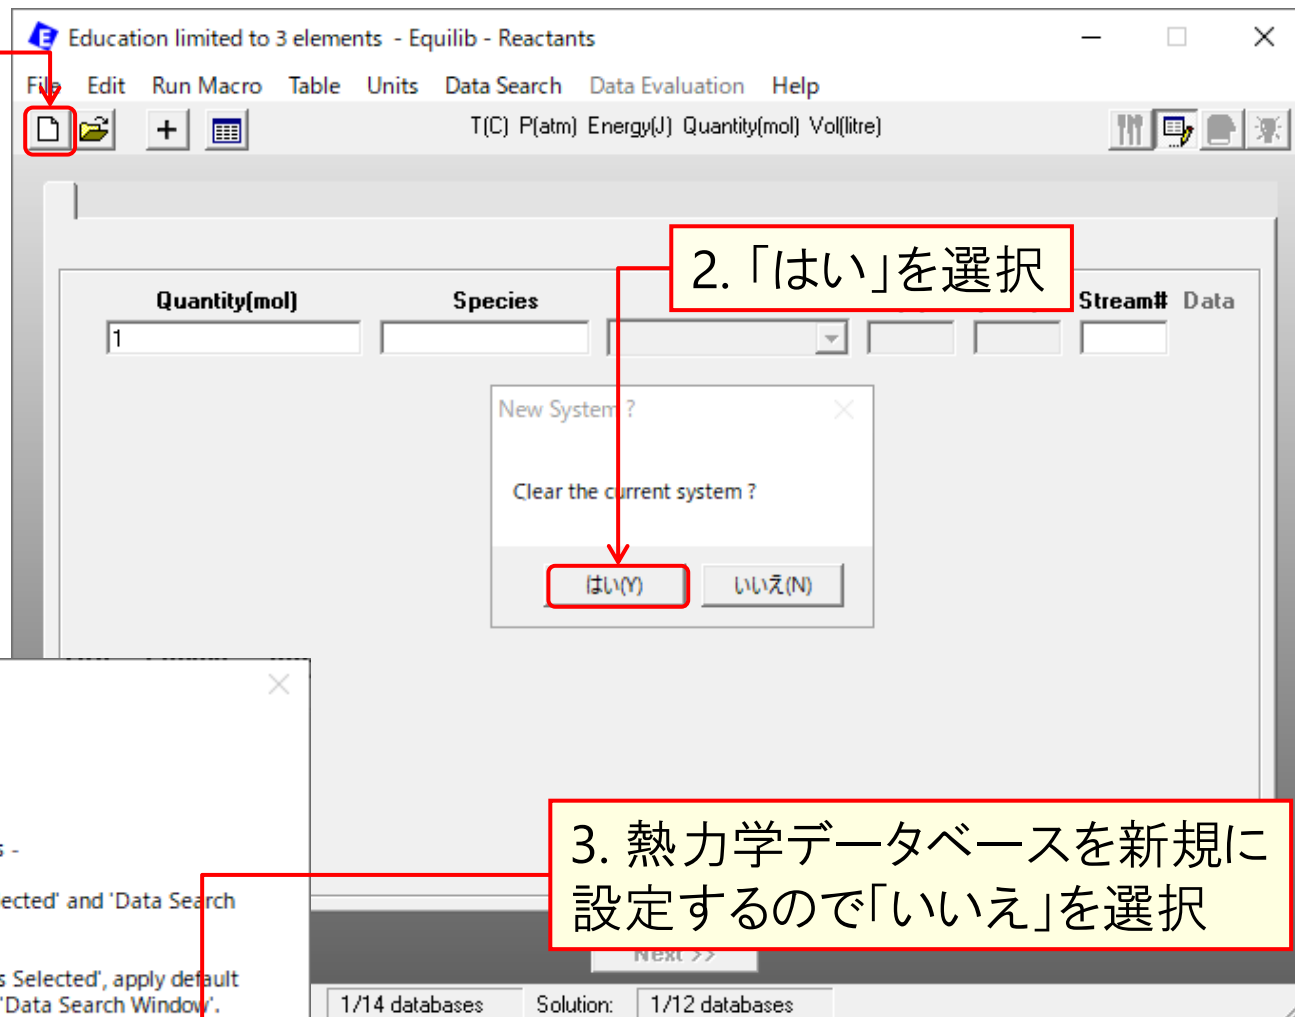 Education limited to 3 elements - Equilib - Reactants
File Edit Run Macro Table Units Data Search Data Evaluation Help
T(C) P(atm) Energy(J) Quantity(mol) Vol(litre)
2.「はい」を選択
Quantity(mol) Species Stream# Data
1
New System ?
Clear the current system ?
はい(Y) いいえ(N)
3. 熱力学データベースを新規に
設定するので「いいえ」を選択
ected' and 'Data Search
s Selected', apply default
'Data Search Window'.
Next >>
1/14 databases Solution: 1/12 databases